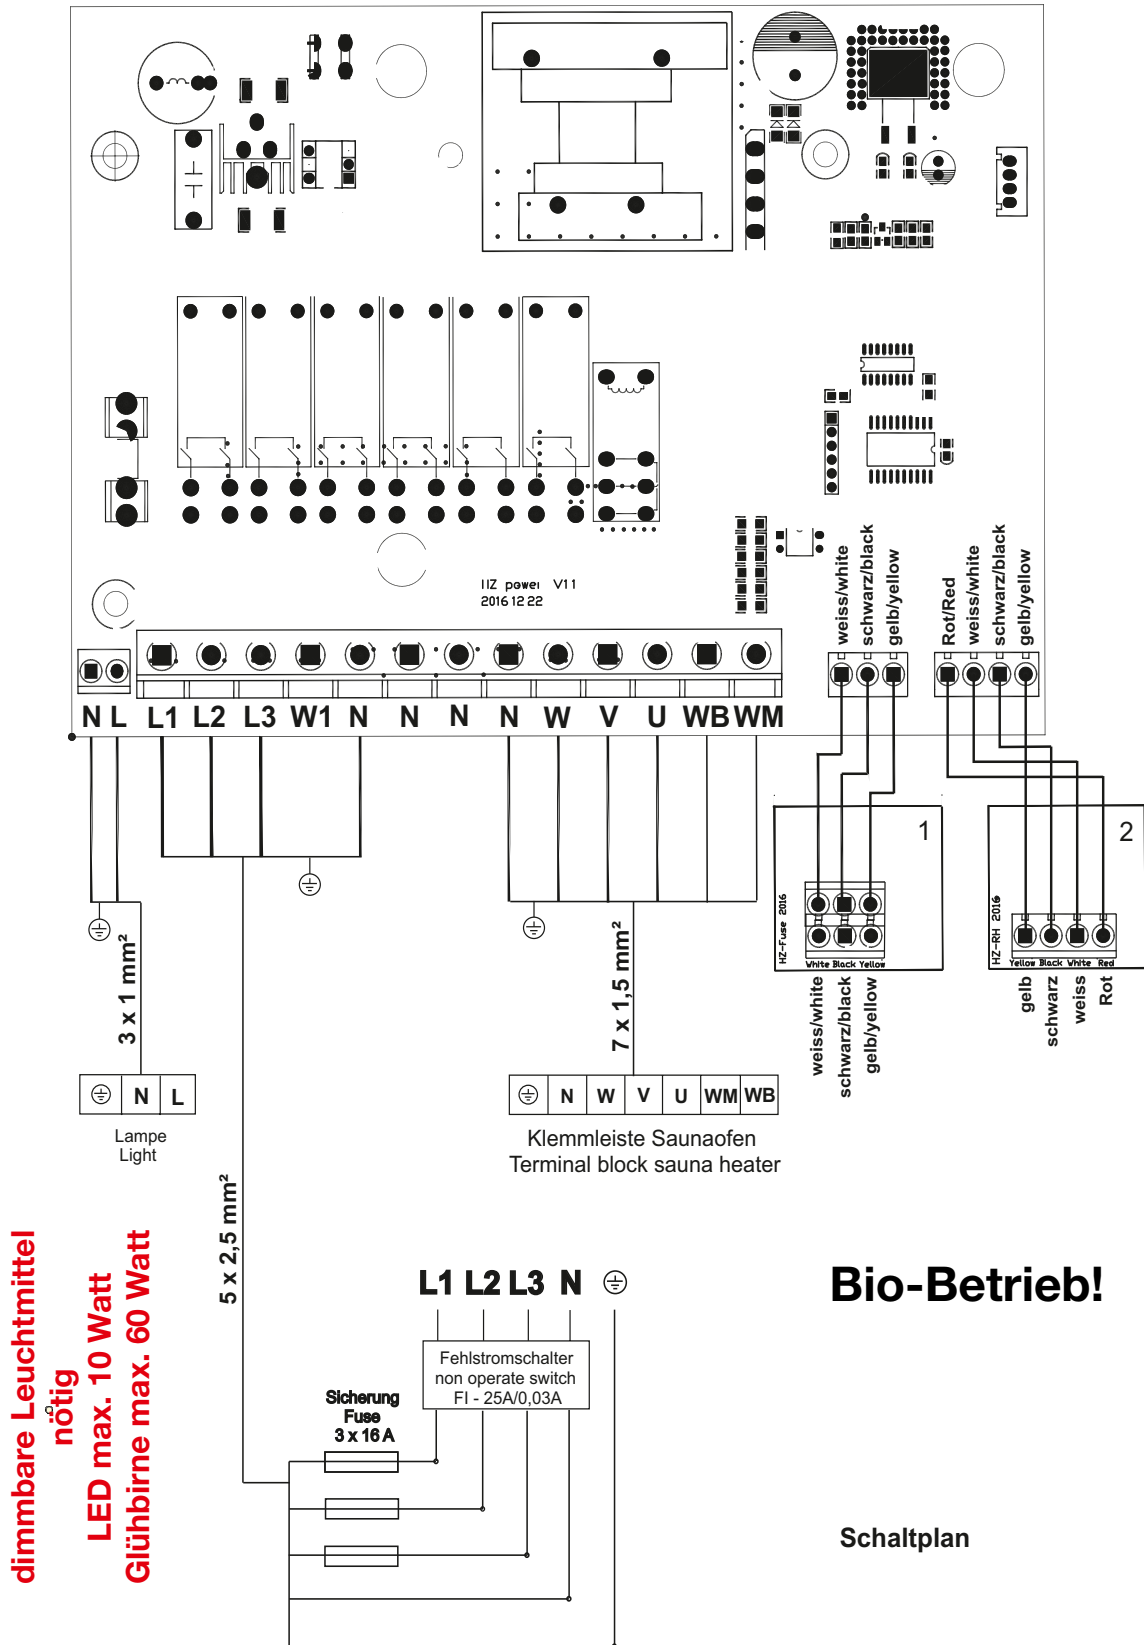 IIZ power V11
2016 12 22
weiss/white
schwarz/black
gelb/yellow
Rot/Red
weiss/white
schwarz/black
gelb/yellow
N L L1 L2 L3 W1 N N N N W V U WB WM
1
HZ-Fuse 2016
White Black Yellow
weiss/white
schwarz/black
gelb/yellow
2
HZ-RH 2016
Yellow Black White Red
gelb
schwarz
weiss
Rot
3 x 1 mm²
7 x 1,5 mm²
5 x 2,5 mm²
N L
Lampe
Light
N W V U WM WB
Klemmleiste Saunaofen
Terminal block sauna heater
dimmbare Leuchtmittel
nötig
LED max. 10 Watt
Glühbirne max. 60 Watt
L1 L2 L3 N
Fehlstromschalter
non operate switch
FI - 25A/0,03A
Sicherung
Fuse
3 x 16 A
Bio-Betrieb!
Schaltplan